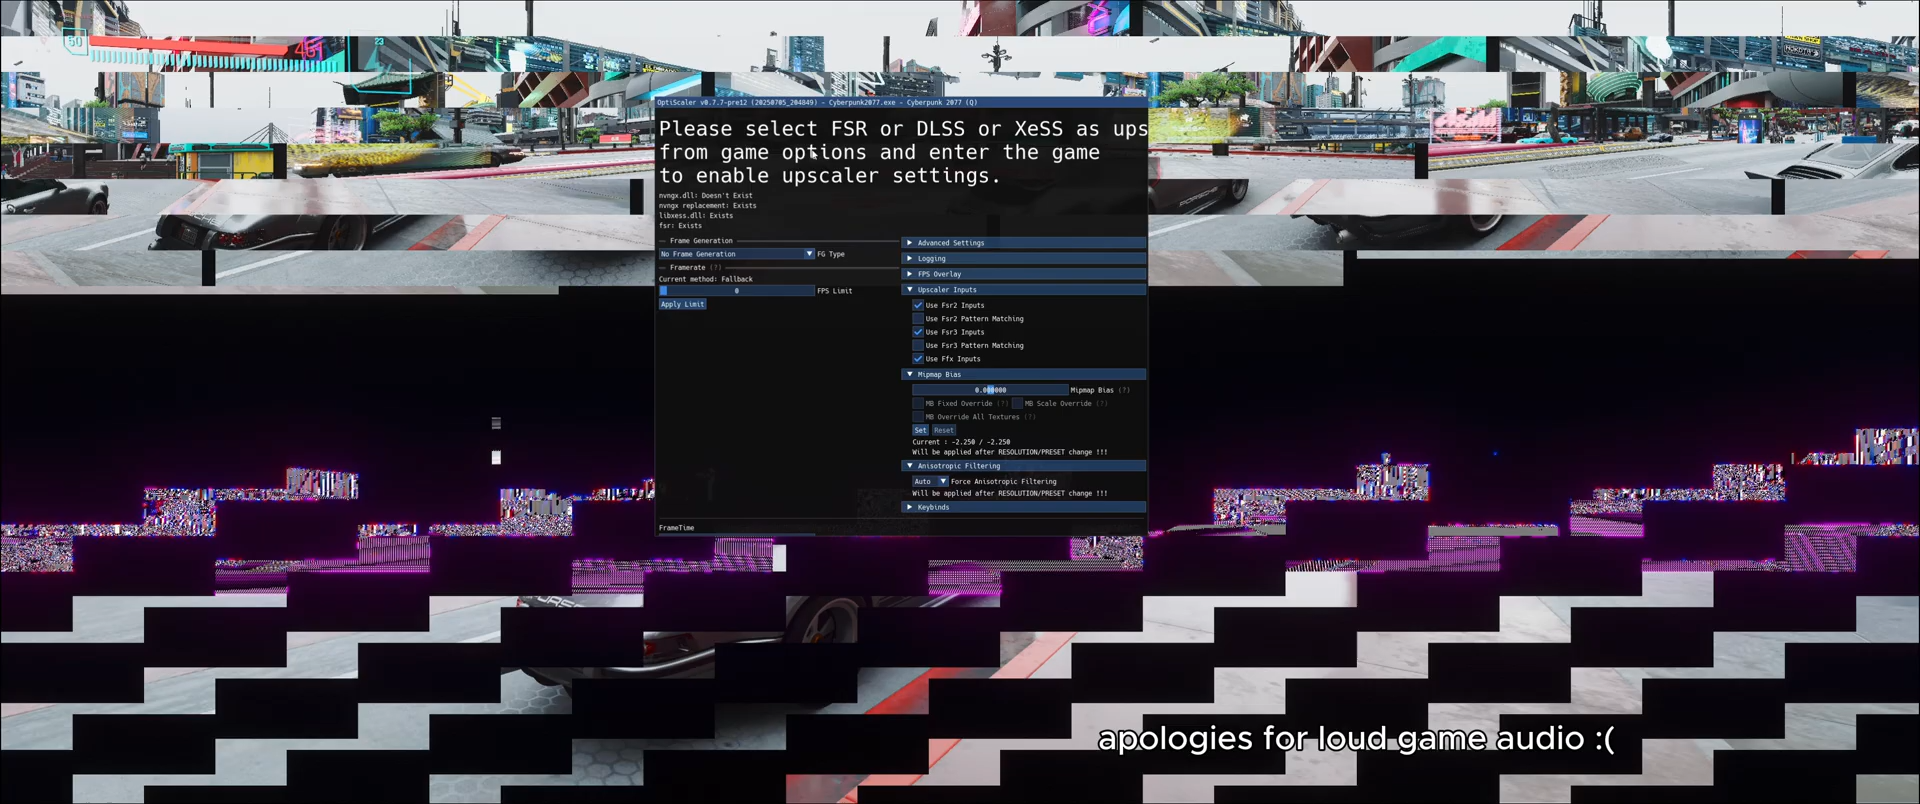 60
461
23
OptiScaler v0.7.7-pre12 (20250705_204849) - Cyberpunk2077.exe - Cyberpunk 2077 (Q)
Please select FSR or DLSS or XeSS as ups
from game options and enter the game
to enable upscaler settings.
nvngx.dll: Doesn't Exist
nvngx replacement: Exists
libxess.dll: Exists
fsr: Exists
Frame Generation
No Frame Generation FG Type
Framerate (?)
Current method: Fallback
0 FPS Limit
Apply Limit
Advanced Settings
Logging
FPS Overlay
Upscaler Inputs
Use Fsr2 Inputs
Use Fsr2 Pattern Matching
Use Fsr3 Inputs
Use Fsr3 Pattern Matching
Use Ffx Inputs
Mipmap Bias
0.000000 Mipmap Bias (?)
MB Fixed Override (?) MB Scale Override (?)
MB Override All Textures (?)
Set Reset
Current : -2.250 / -2.250
Will be applied after RESOLUTION/PRESET change !!!
Anisotropic Filtering
Auto Force Anisotropic Filtering
Will be applied after RESOLUTION/PRESET change !!!
Keybinds
FrameTime
apologies for loud game audio :(